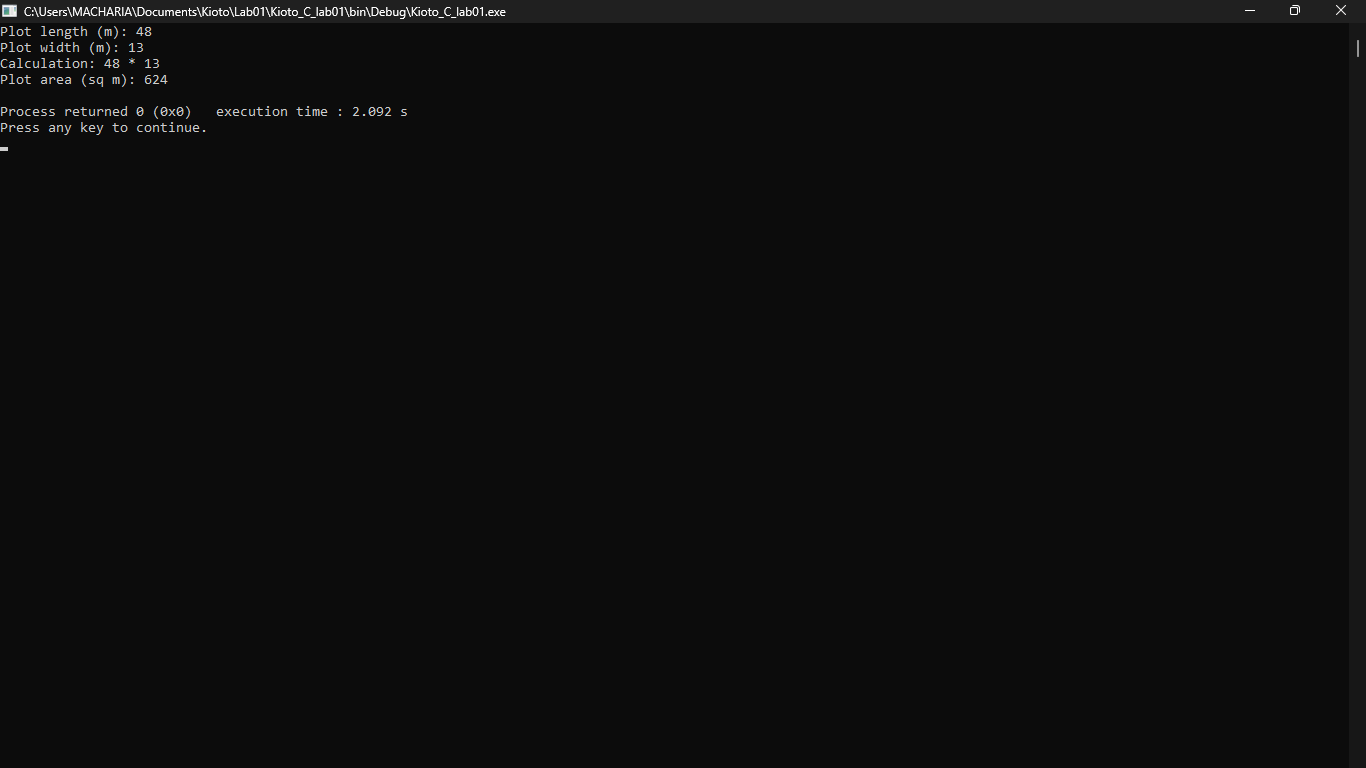 C:\Users\MACHARIA\Documents\Kioto\Lab01\Kioto_C_lab01\bin\Debug\Kioto_C_lab01.exe
Plot length (m): 48
Plot width (m): 13
Calculation: 48 * 13
Plot area (sq m): 624
Process returned 0 (0x0)   execution time : 2.092 s
Press any key to continue.